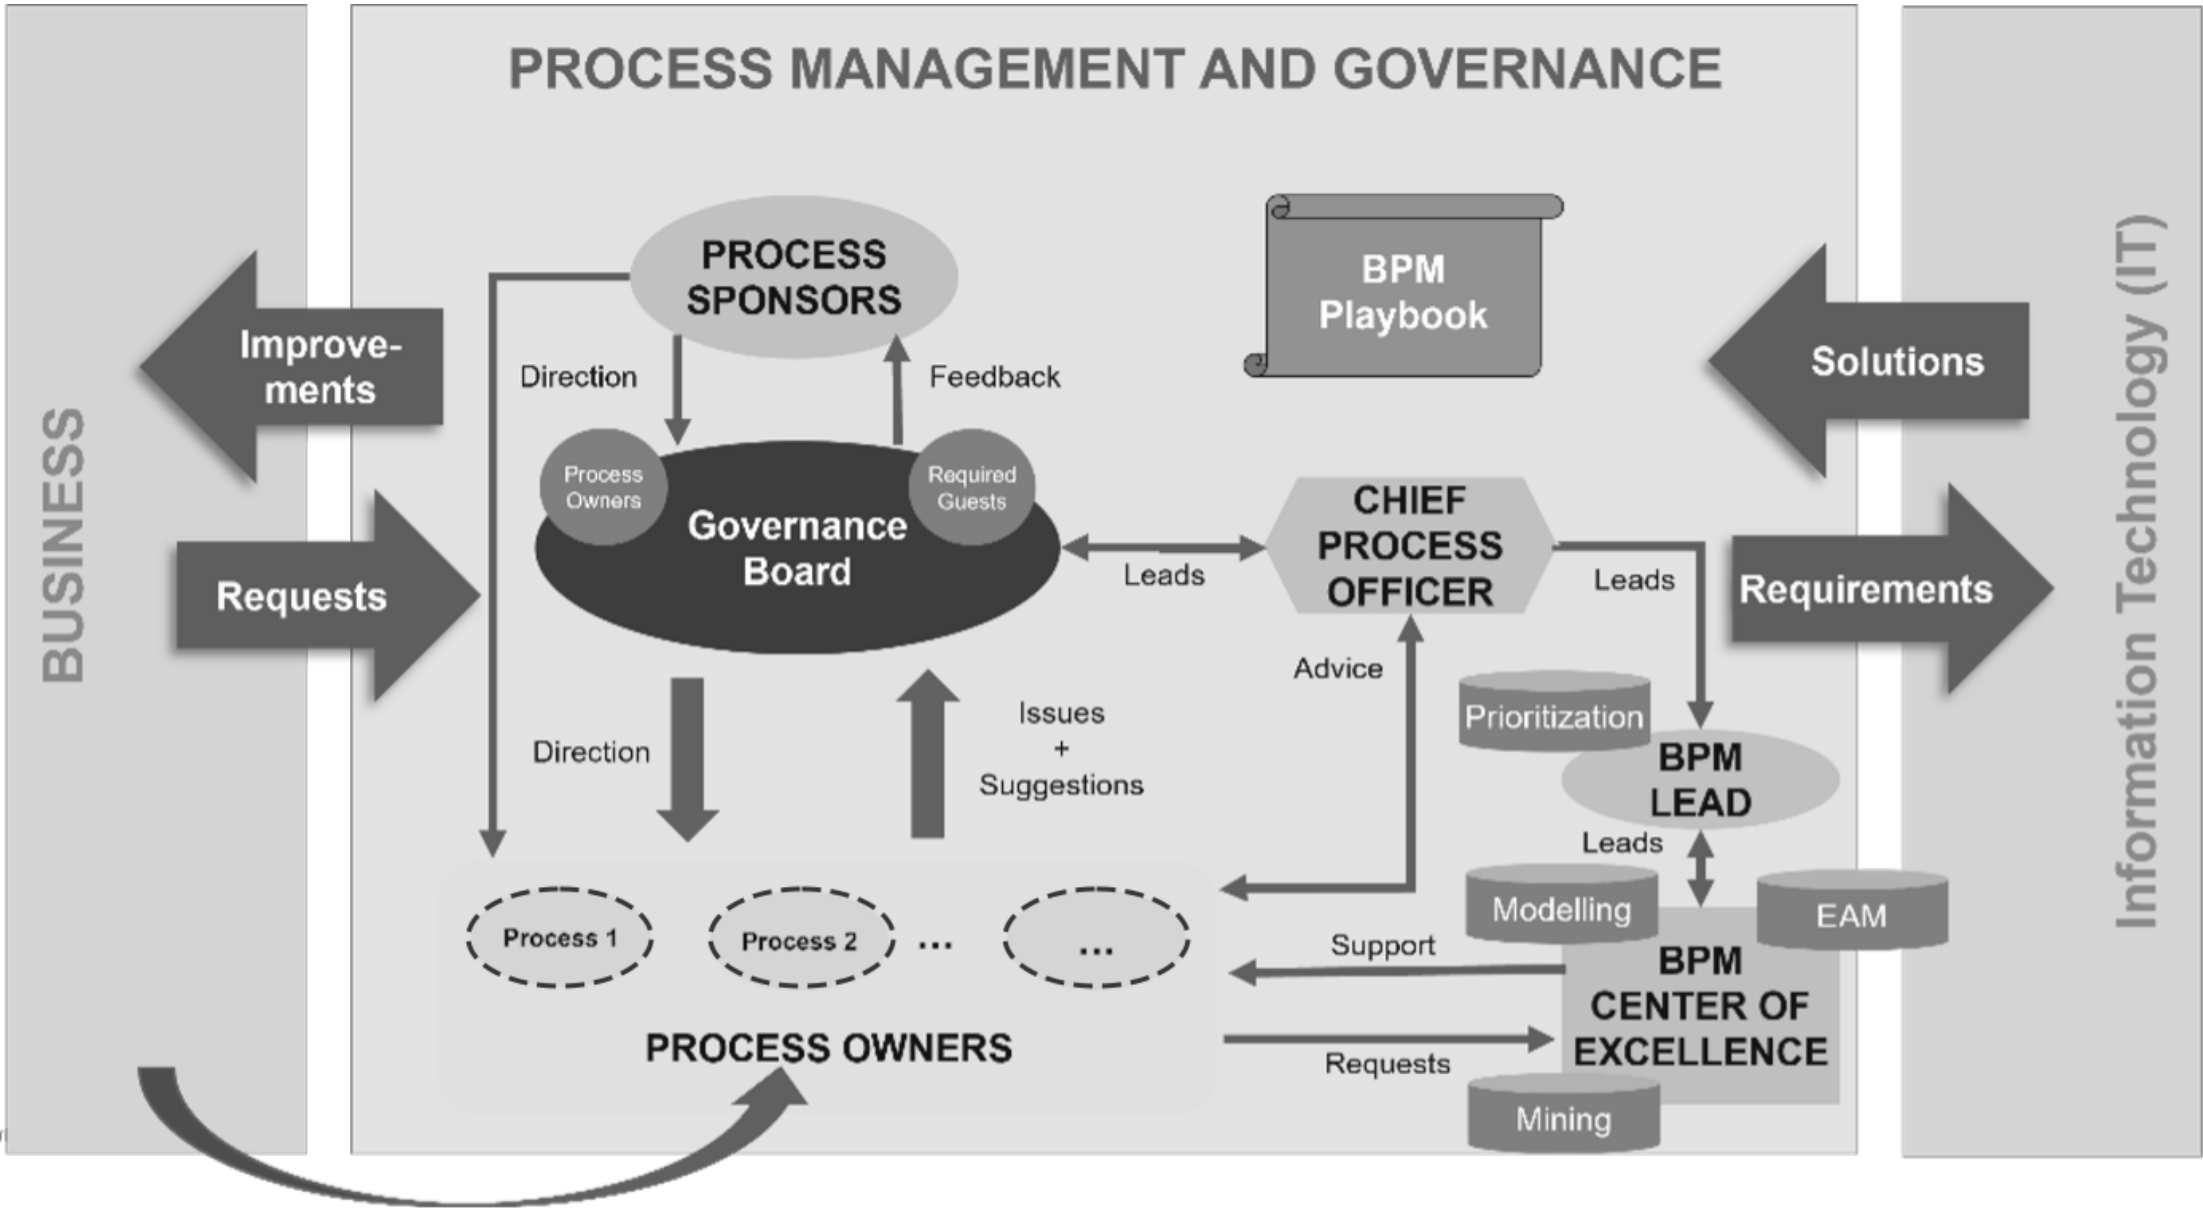 PROCESS MANAGEMENT AND GOVERNANCE
BUSINESS
Improve-
ments
Requests
PROCESS
SPONSORS
Direction
Feedback
Process
Owners
Required
Guests
Governance
Board
Direction
Issues
+
Suggestions
Process 1
Process 2
...
...
PROCESS OWNERS
BPM
Playbook
Leads
CHIEF
PROCESS
OFFICER
Leads
Advice
Prioritization
BPM
LEAD
Leads
Modelling
EAM
Support
BPM
CENTER OF
EXCELLENCE
Requests
Mining
Solutions
Requirements
Information Technology (IT)